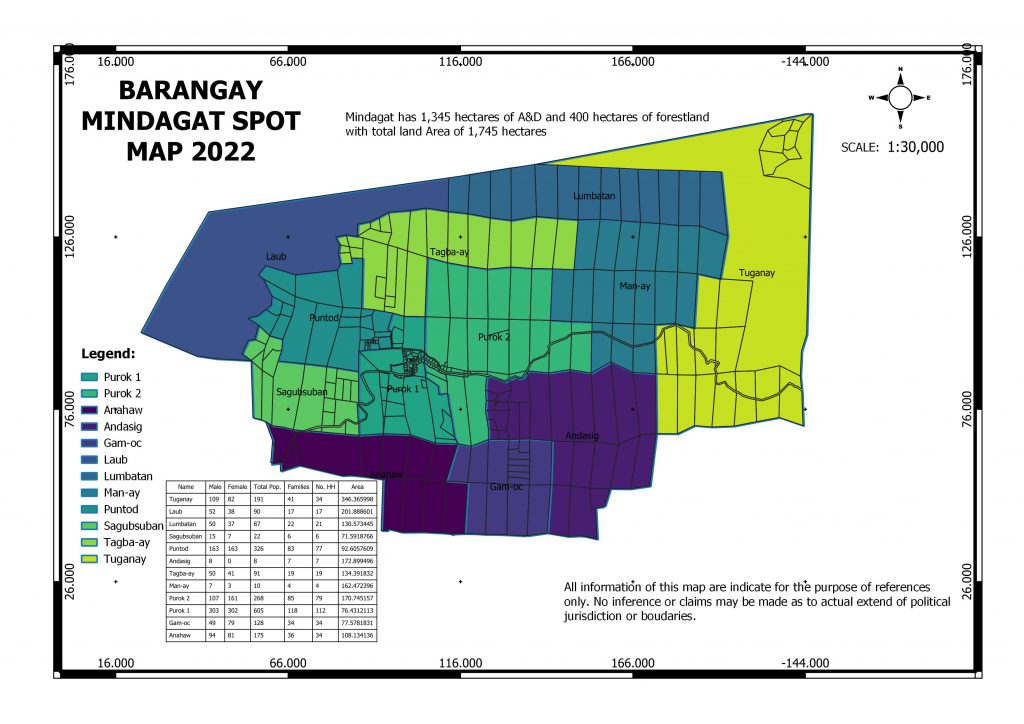 176.000
16.000 66.000 116.000 166.000 -144.000
176.000
BARANGAY
MINDAGAT SPOT
MAP 2022
Mindagat has 1,345 hectares of A&D and 400 hectares of forestland
with total land Area of 1,745 hectares
N
W E
S
SCALE: 1:30,000
126.000
126.000
Lumbatan
Tagba-ay
Laub
Tuganay
Man-ay
Puntod
Purok 2
Purok 1
Sagubsuban
Andasig
Anahaw
Gam-oc
Legend:
Purok 1
Purok 2
Anahaw
Andasig
Gam-oc
Laub
Lumbatan
Man-ay
Puntod
Sagubsuban
Tagba-ay
Tuganay
76.000
76.000
Name Male Female Total Pop. Families No. HH Area
Tuganay 109 82 191 41 34 346.365998
Laub 52 38 90 17 17 201.888601
Lumbatan 50 37 87 22 21 130.573445
Sagubsuban 15 7 22 6 6 71.5918766
Puntod 163 163 326 83 77 92.6057609
Andasig 8 0 8 7 7 172.899496
Tagba-ay 50 41 91 19 19 134.391832
Man-ay 7 3 10 4 4 162.472396
Purok 2 107 161 268 85 79 170.745157
Purok 1 303 302 605 118 112 76.4312113
Gam-oc 49 79 128 34 34 77.5781831
Anahaw 94 81 175 36 34 108.134136
26.000
26.000
All information of this map are indicate for the purpose of references
only. No inference or claims may be made as to actual extend of political
jurisdiction or boudaries.
16.000 66.000 116.000 166.000 -144.000